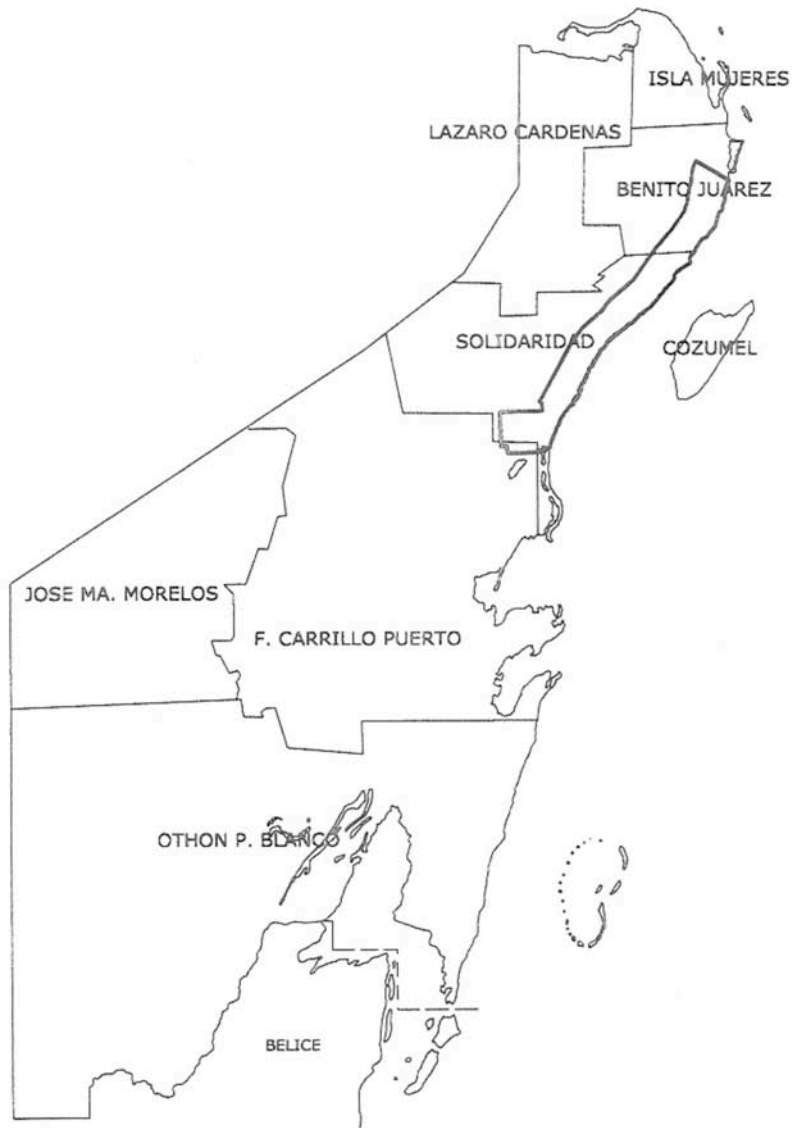 ISLA MUJERES
LAZARO CARDENAS
BENITO JUAREZ
SOLIDARIDAD
COZUMEL
JOSE MA. MORELOS
F. CARRILLO PUERTO
OTHON P. BLANCO
BELICE